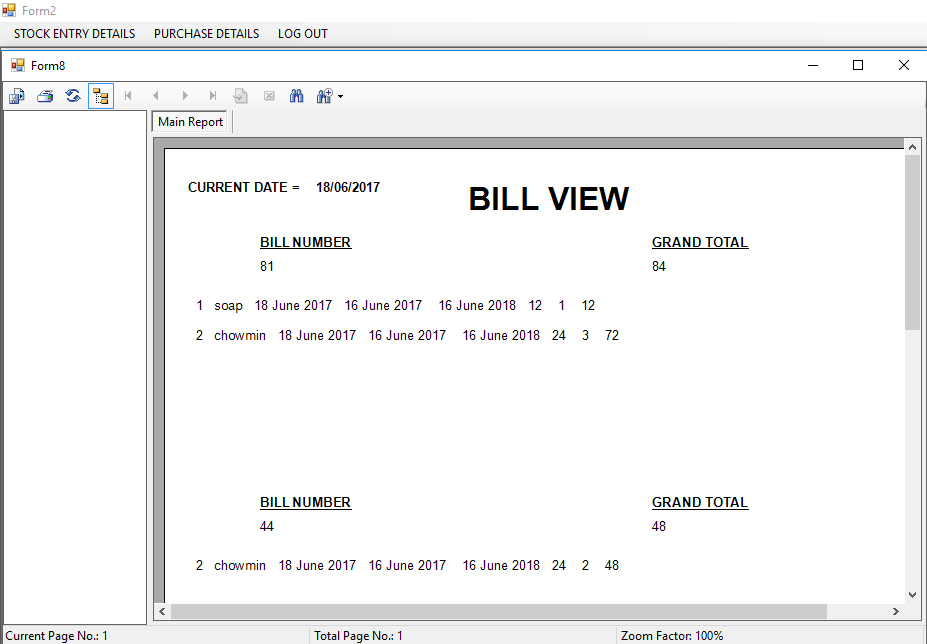 Form2
STOCK ENTRY DETAILS PURCHASE DETAILS LOG OUT
Form8
Main Report
CURRENT DATE = 18/06/2017
BILL VIEW
BILL NUMBER GRAND TOTAL
81 84
1 soap 18 June 2017 16 June 2017 16 June 2018 12 1 12
2 chowmin 18 June 2017 16 June 2017 16 June 2018 24 3 72
BILL NUMBER GRAND TOTAL
44 48
2 chowmin 18 June 2017 16 June 2017 16 June 2018 24 2 48
Current Page No.: 1 Total Page No.: 1 Zoom Factor: 100%